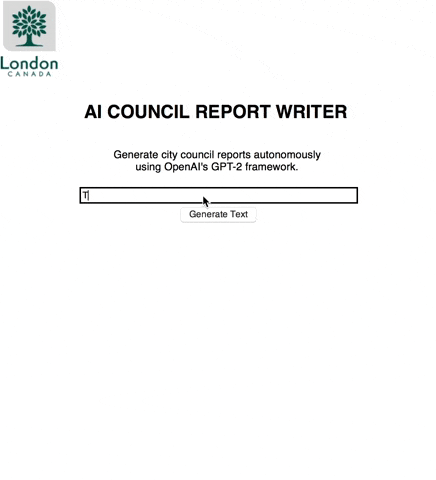 London
CANADA
AI COUNCIL REPORT WRITER
Generate city council reports autonomously
using OpenAI's GPT-2 framework.
T
Generate Text